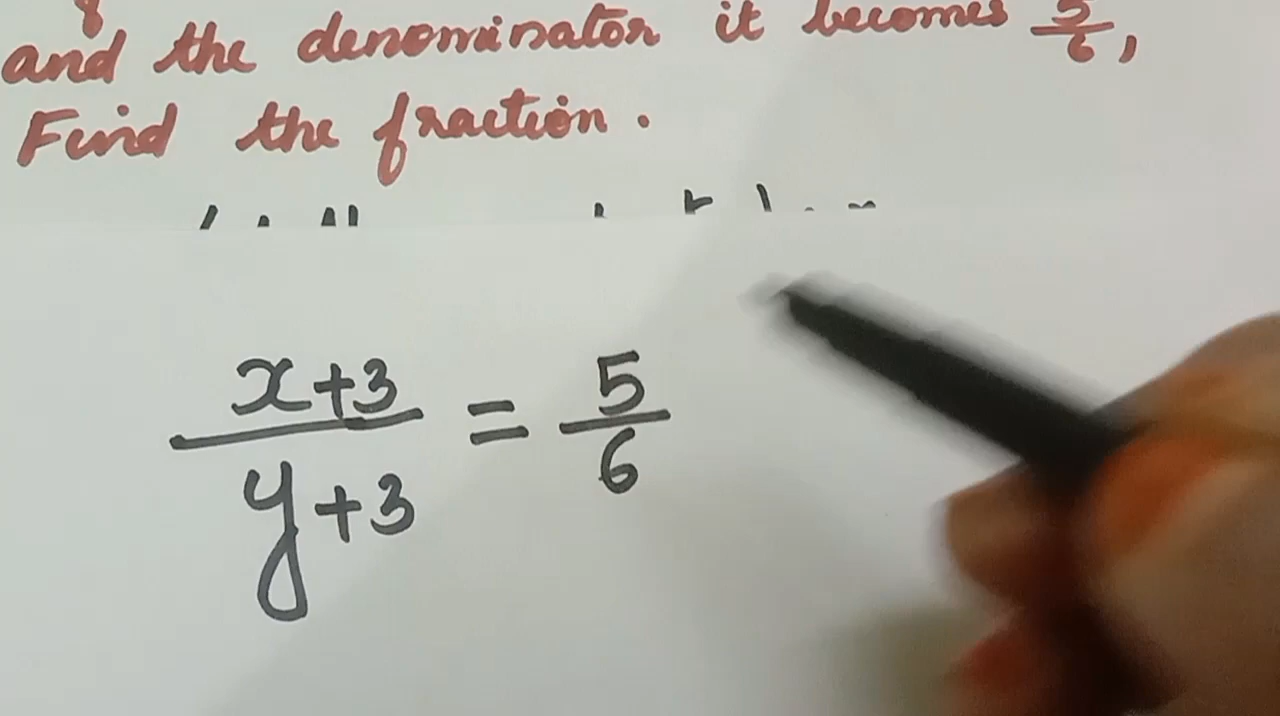 and the denominator it becomes 5/6,
Find the fraction.
x+3/y+3 = 5/6